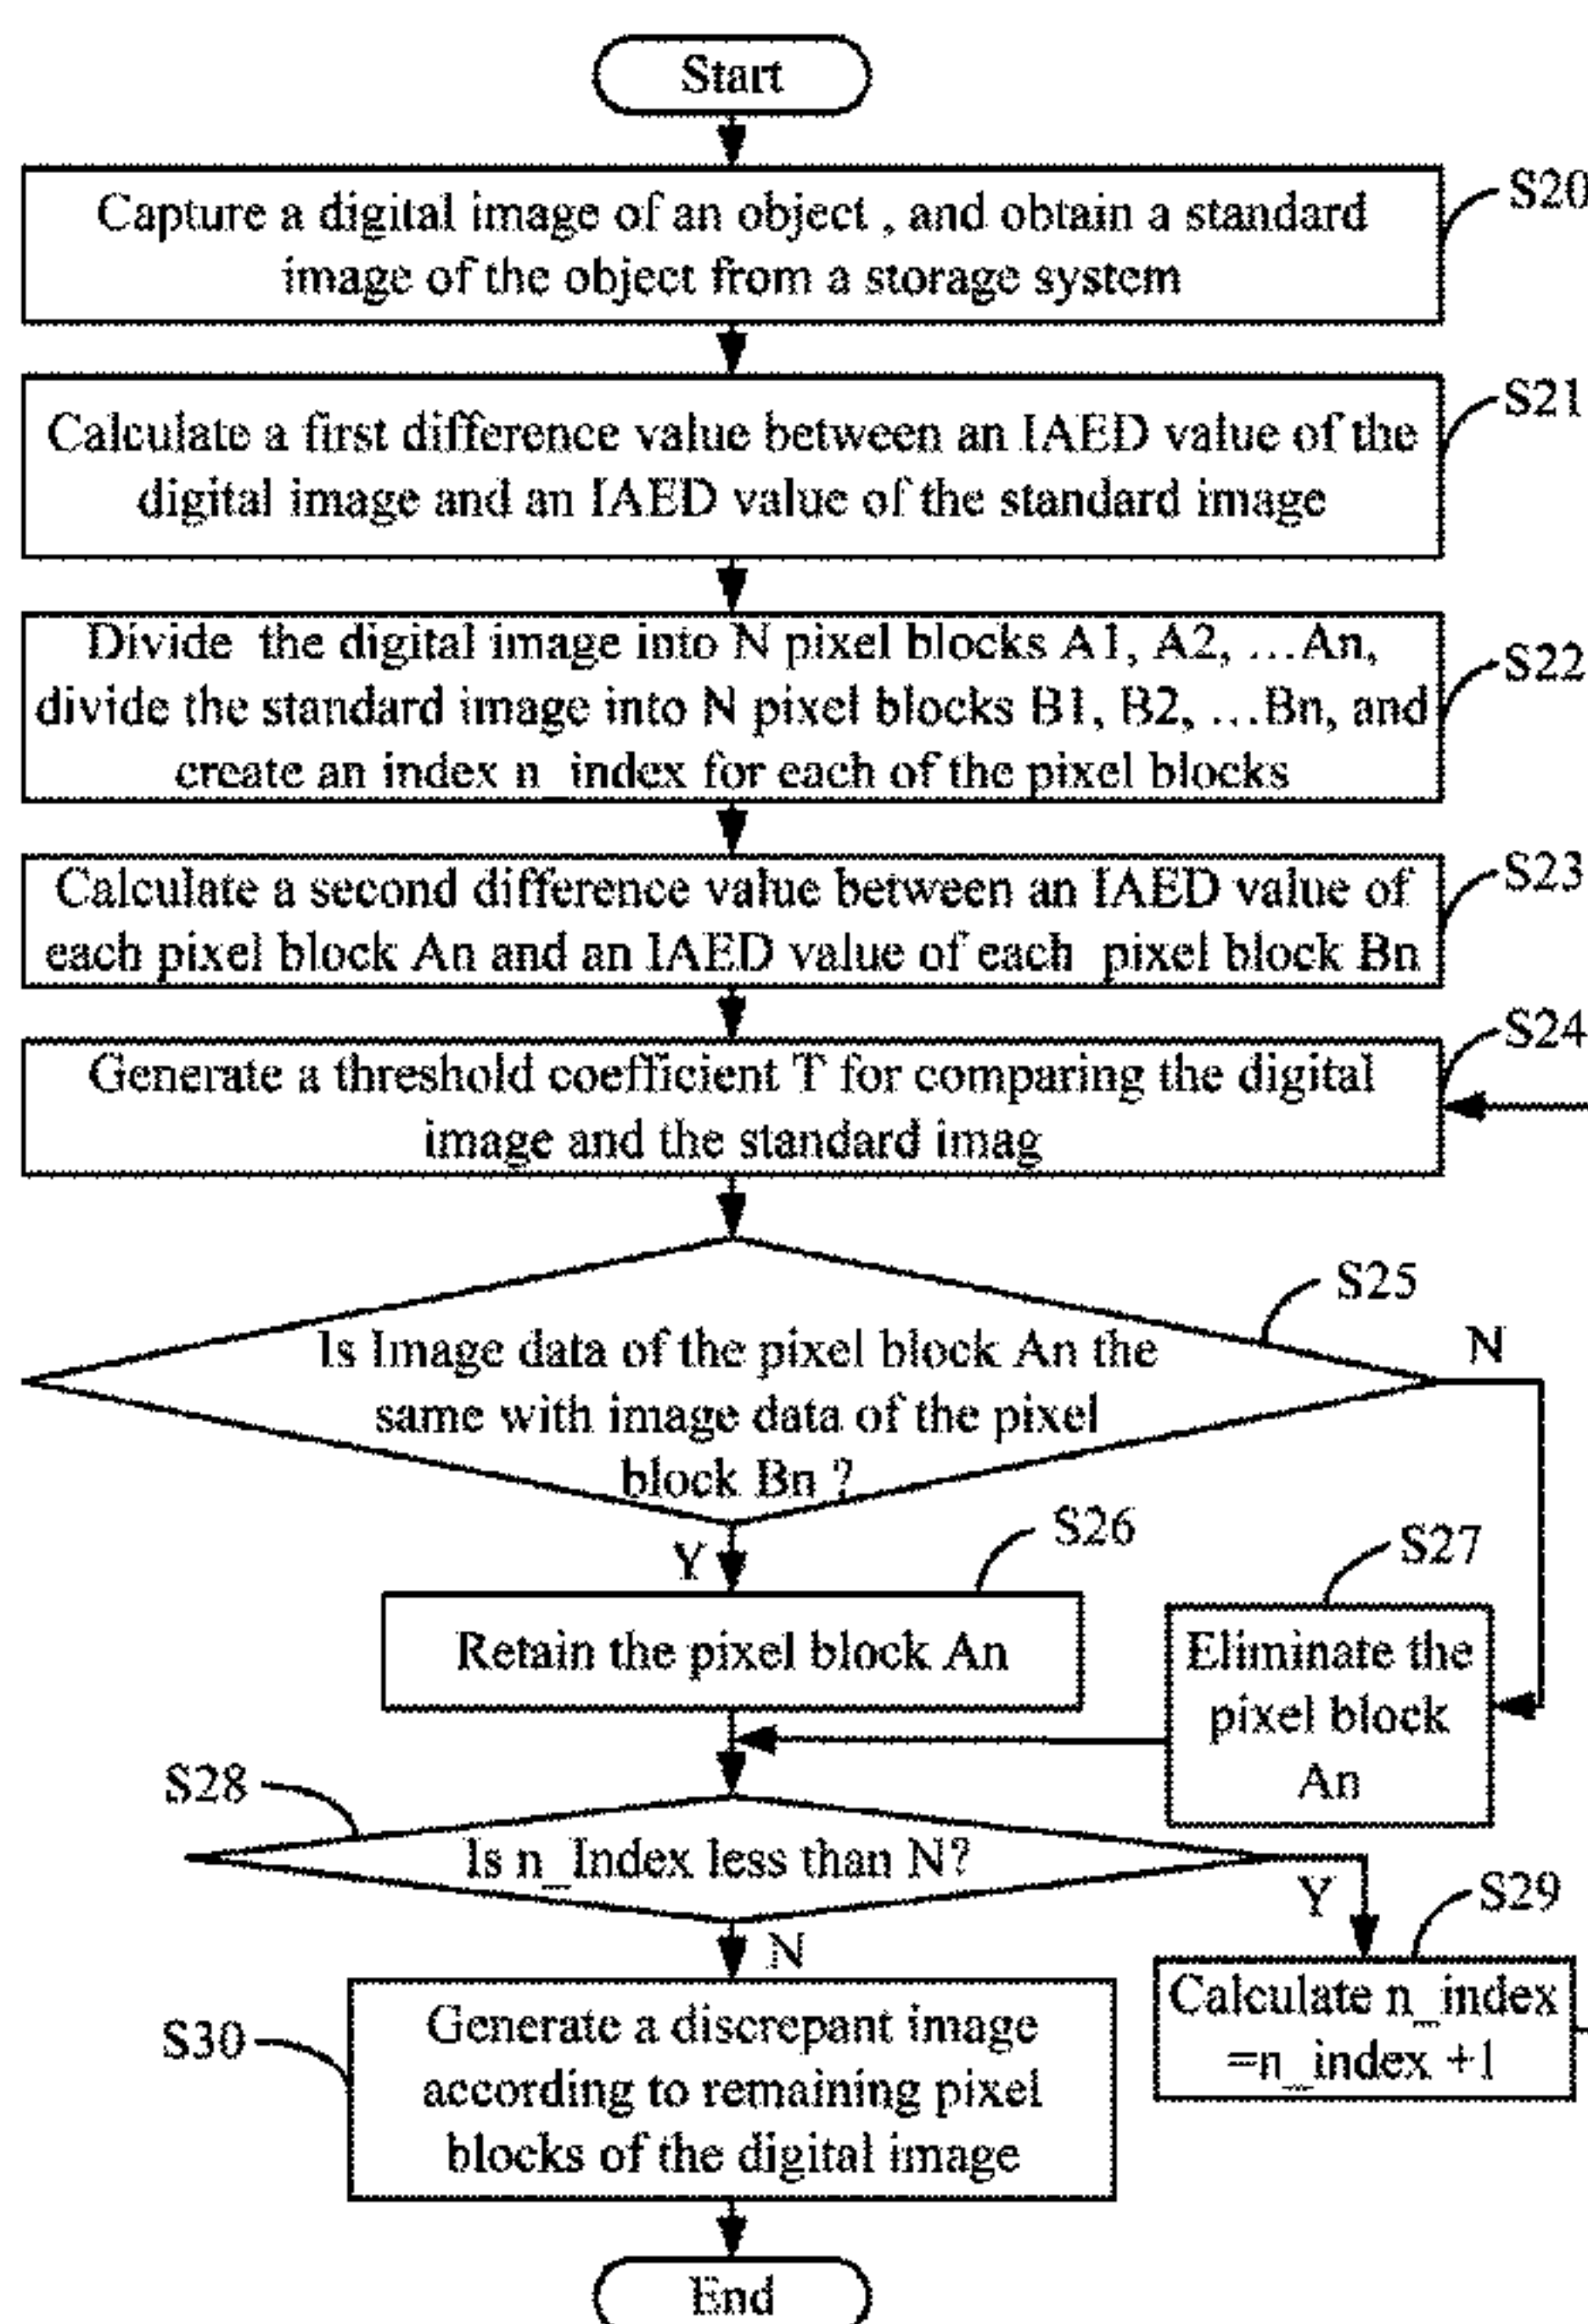 Start
Capture a digital image of an object , and obtain a standard
image of the object from a storage system
S20
Calculate a first difference value between an IAED value of the
digital image and an IAED value of the standard image
S21
Divide the digital image into N pixel blocks A1, A2, …An,
divide the standard image into N pixel blocks B1, B2, …Bn, and
create an index n_index for each of the pixel blocks
S22
Calculate a second difference value between an IAED value of
each pixel block An and an IAED value of each pixel block Bn
S23
Generate a threshold coefficient T for comparing the digital
image and the standard imag
S24
Is Image data of the pixel block An the
same with image data of the pixel
block Bn ?
S25
N
Y
Retain the pixel block An
S26
Eliminate the
pixel block
An
S27
Is n_Index less than N?
S28
Y
Calculate n_index
=n_index +1
S29
N
Generate a discrepant image
according to remaining pixel
blocks of the digital image
S30
End